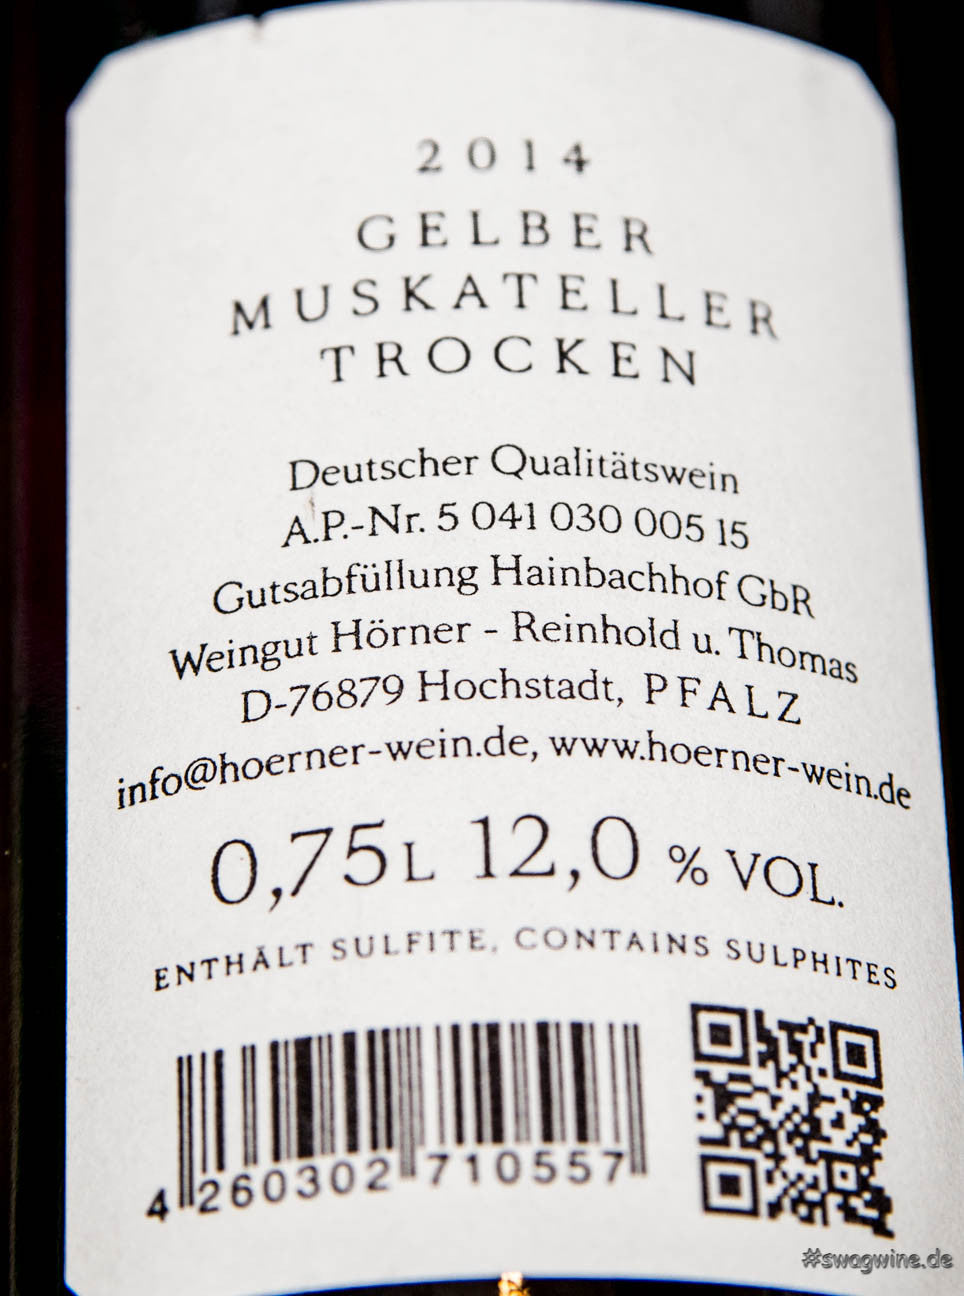 2014
GELBER
MUSKATELLER
TROCKEN
Deutscher Qualitätswein
A.P.-Nr. 5 041 030 005 15
Gutsabfüllung Hainbachhof GbR
Weingut Hörner - Reinhold u. Thomas
D-76879 Hochstadt, PFALZ
info@hoerner-wein.de, www.hoerner-wein.de
0,75L 12,0 % VOL.
ENTHÄLT SULFITE, CONTAINS SULPHITES
4 260302 710557
#swagwine.de